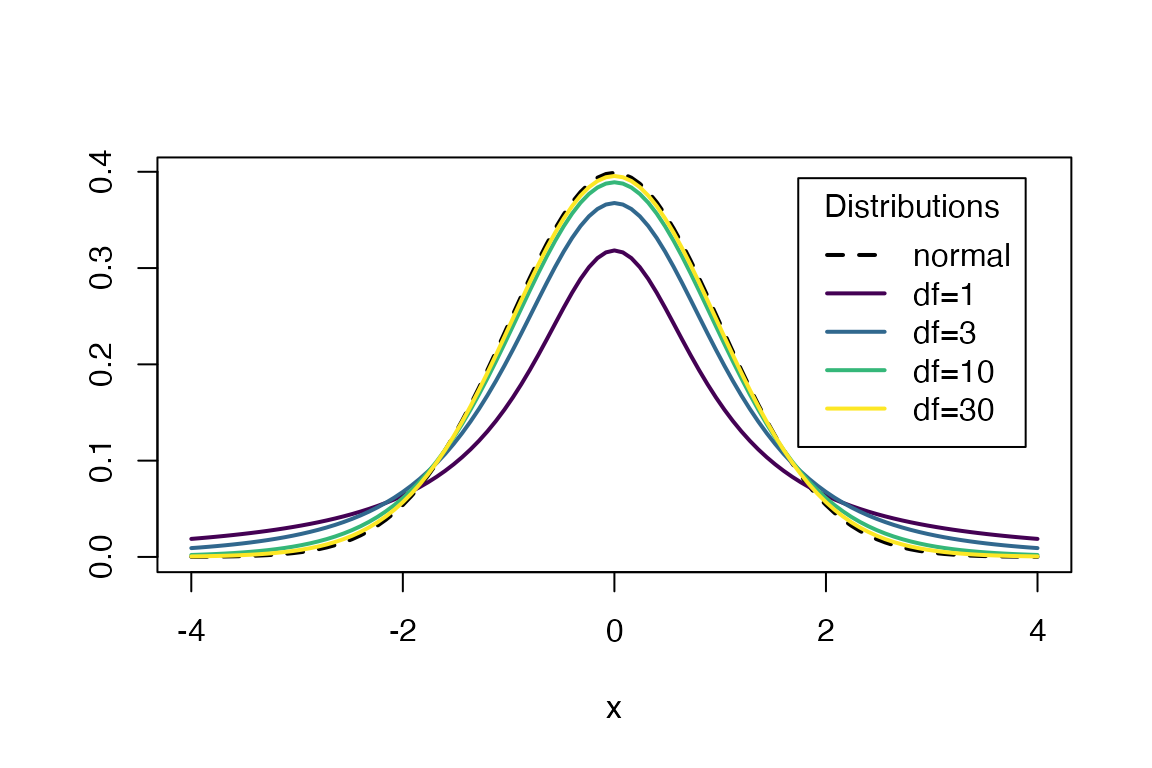 0.4
0.3
0.2
0.1
0.0
Distributions
normal
df=1
df=3
df=10
df=30
-4 -2 0 2 4
x